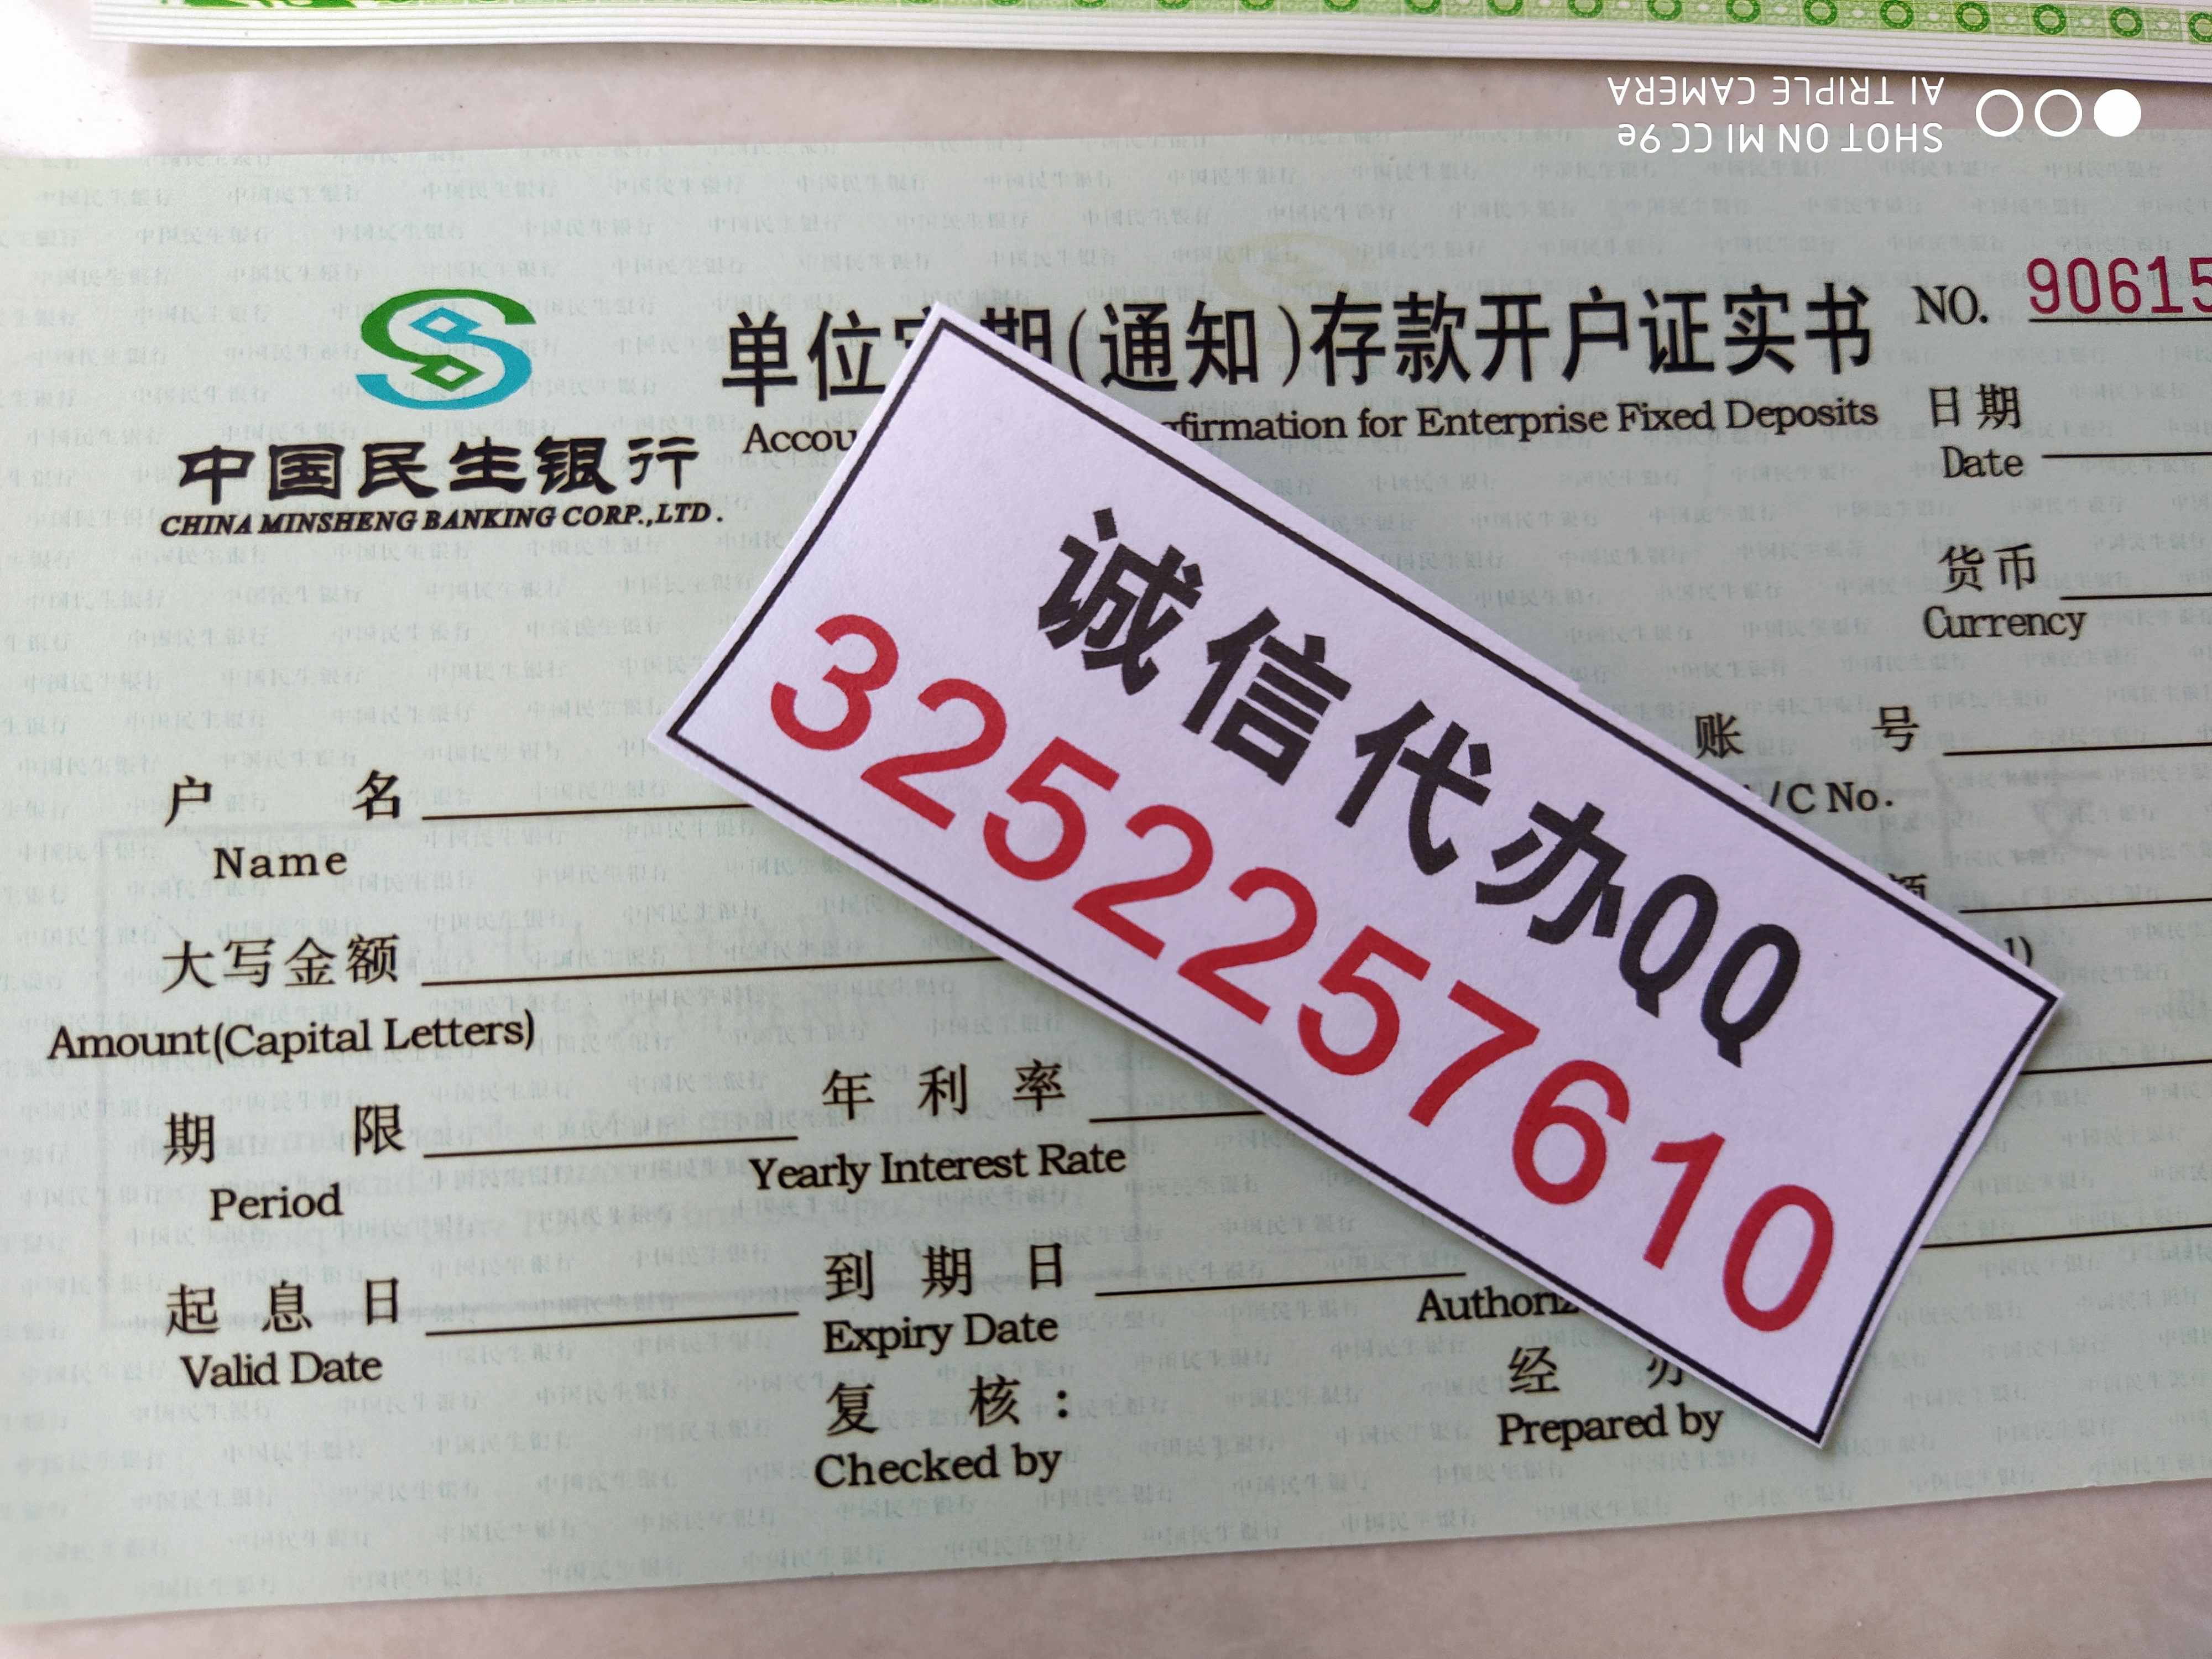 SHOT ON MI CC 9e
AI TRIPLE CAMERA
单位定期(通知)存款开户证实书
NO. 90615
Confirmation for Enterprise Fixed Deposits
日期
Date
中国民生银行
CHINA MINSHENG BANKING CORP.,LTD.
货币
Currency
诚信代办QQ
3252257610
账 号
A/C No.
户 名
Name
大写金额
Amount(Capital Letters)
年利率
Yearly Interest Rate
期 限
Period
起息日
Valid Date
到期日
Expiry Date
复 核:
Checked by
经 办
Prepared by